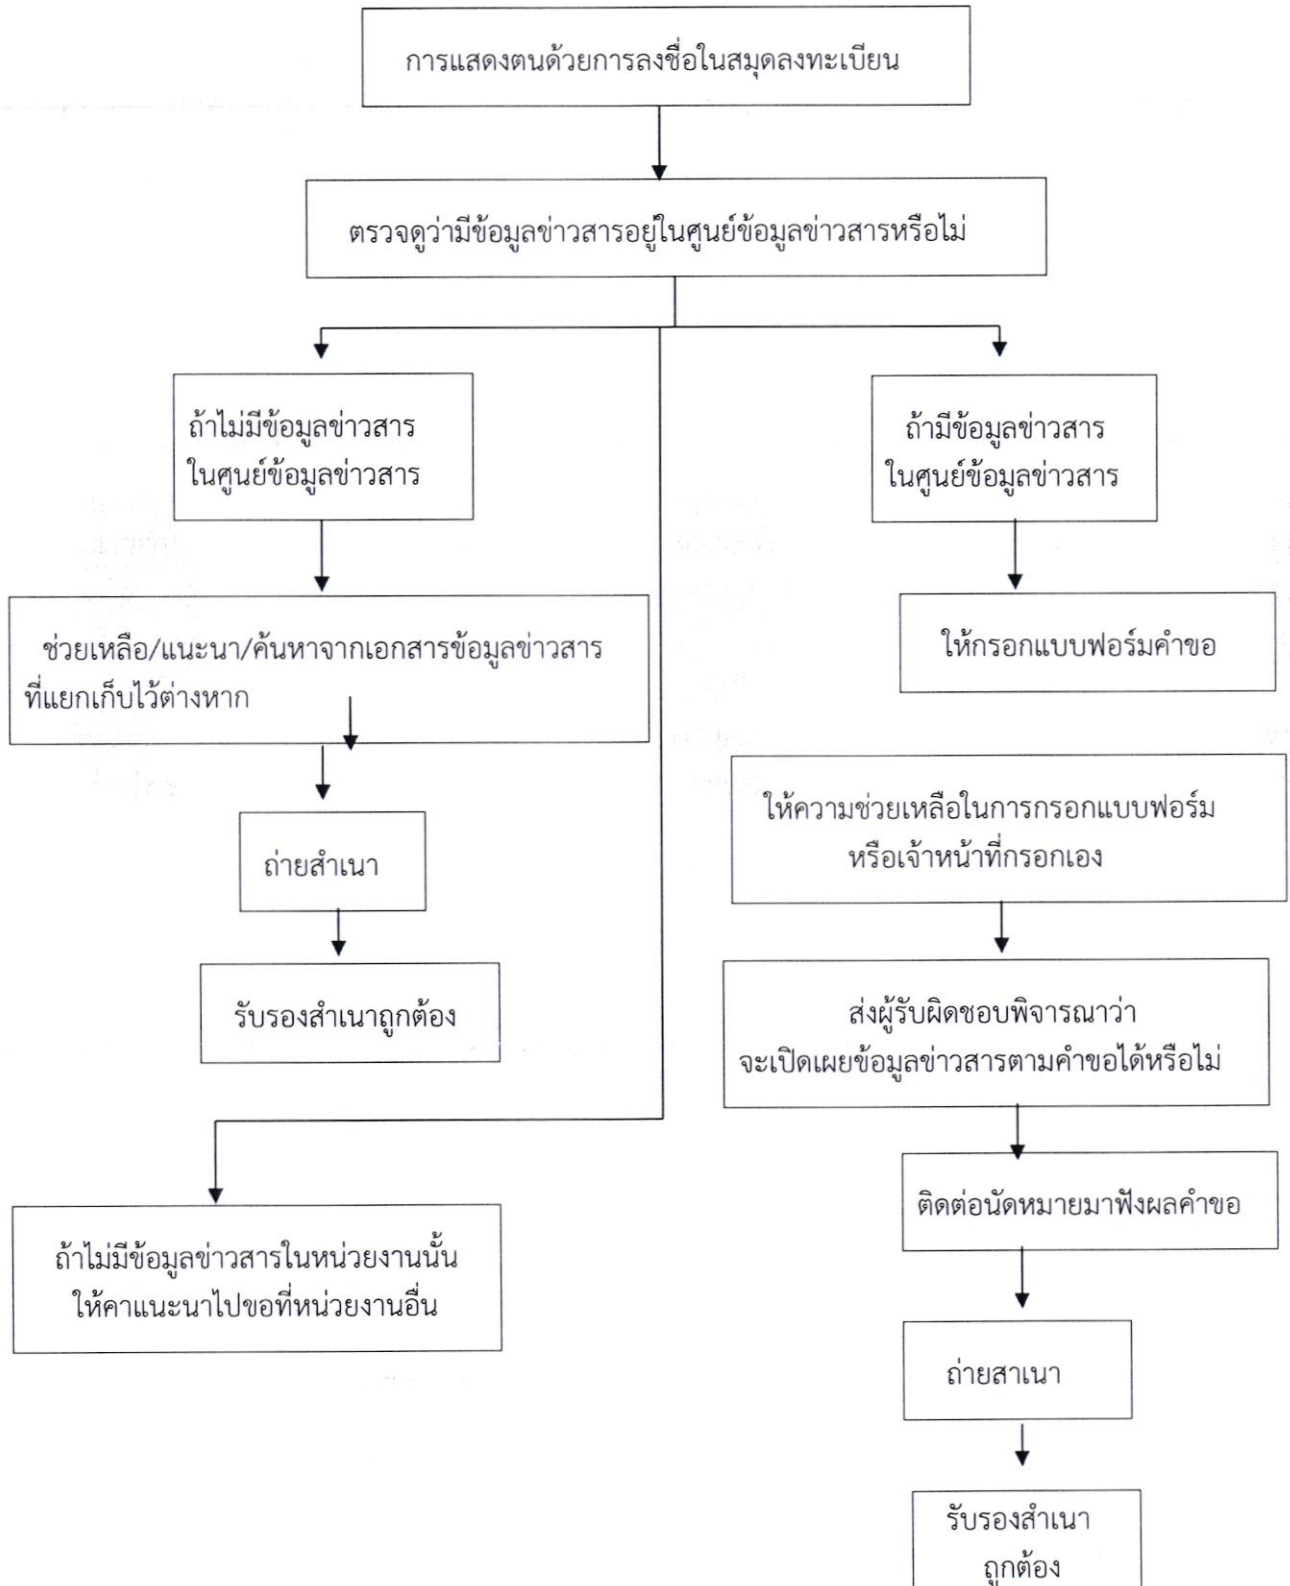 การแสดงตนด้วยการลงชื่อในสมุดลงทะเบียน
ตรวจดูว่ามีข้อมูลข่าวสารอยู่ในศูนย์ข้อมูลข่าวสารหรือไม่
ถ้าไม่มีข้อมูลข่าวสาร
ในศูนย์ข้อมูลข่าวสาร
ช่วยเหลือ/แนะนา/ค้นหาจากเอกสารข้อมูลข่าวสาร
ที่แยกเก็บไว้ต่างหาก
ถ่ายสำเนา
รับรองสำเนาถูกต้อง
ถ้าไม่มีข้อมูลข่าวสารในหน่วยงานนั้น
ให้คาแนะนาไปขอที่หน่วยงานอื่น
ถ้ามีข้อมูลข่าวสาร
ในศูนย์ข้อมูลข่าวสาร
ให้กรอกแบบฟอร์มคำขอ
ให้ความช่วยเหลือในการกรอกแบบฟอร์ม
หรือเจ้าหน้าที่กรอกเอง
ส่งผู้รับผิดชอบพิจารณาว่า
จะเปิดเผยข้อมูลข่าวสารตามคำขอได้หรือไม่
ติดต่อนัดหมายมาฟังผลคำขอ
ถ่ายสาเนา
รับรองสำเนา
ถูกต้อง